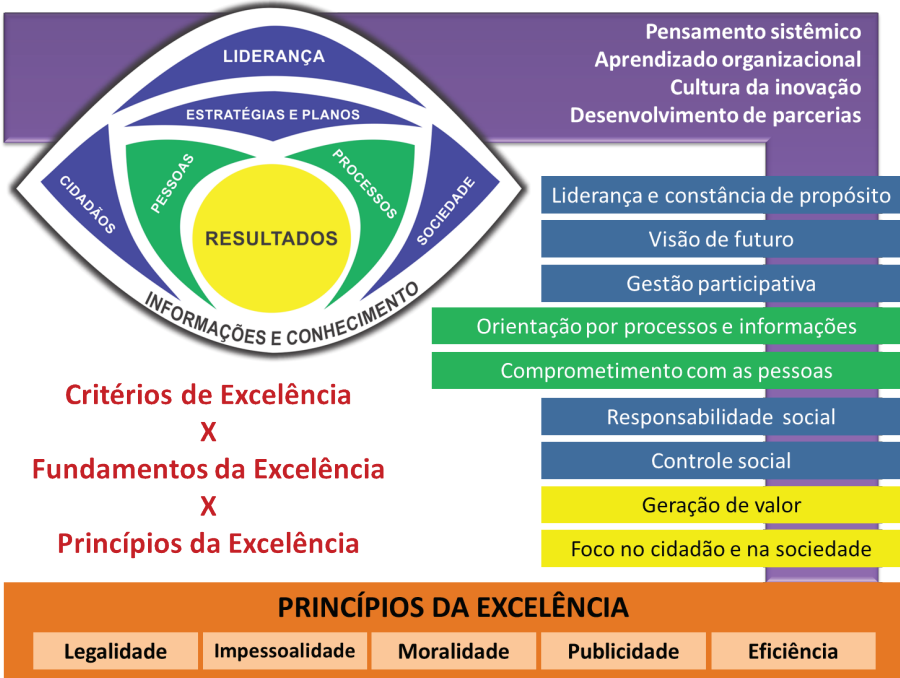 Pensamento sistêmico
Aprendizado organizacional
Cultura da inovação
Desenvolvimento de parcerias
LIDERANÇA
ESTRATÉGIAS E PLANOS
CIDADÃOS
PESSOAS
PROCESSOS
SOCIEDADE
RESULTADOS
INFORMAÇÕES E CONHECIMENTO
Liderança e constância de propósito
Visão de futuro
Gestão participativa
Orientação por processos e informações
Comprometimento com as pessoas
Responsabilidade social
Controle social
Geração de valor
Foco no cidadão e na sociedade
Critérios de Excelência
X
Fundamentos da Excelência
X
Princípios da Excelência
PRINCÍPIOS DA EXCELÊNCIA
Legalidade
Impessoalidade
Moralidade
Publicidade
Eficiência